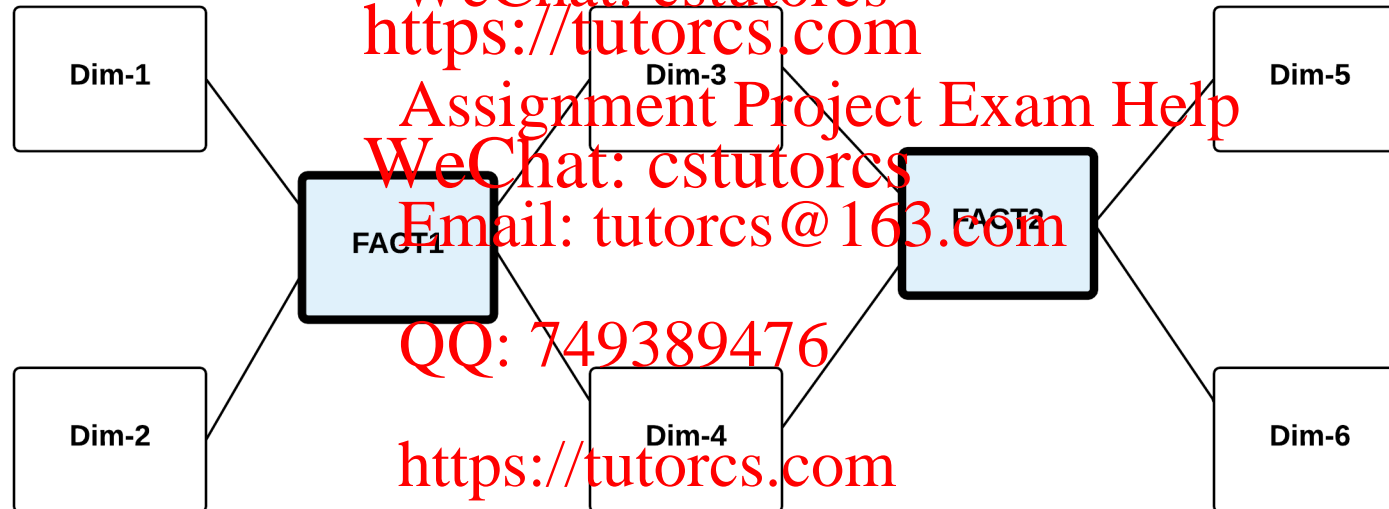 WeChat: cstutorcs
https://tutorcs.com
Dim-1
Dim-3
Dim-5
Assignment Project Exam Help
WeChat: cstutorcs
FACT2
Email: tutorcs@163.com
FACT1
QQ: 749389476
Dim-2
Dim-4
Dim-6
https://tutorcs.com